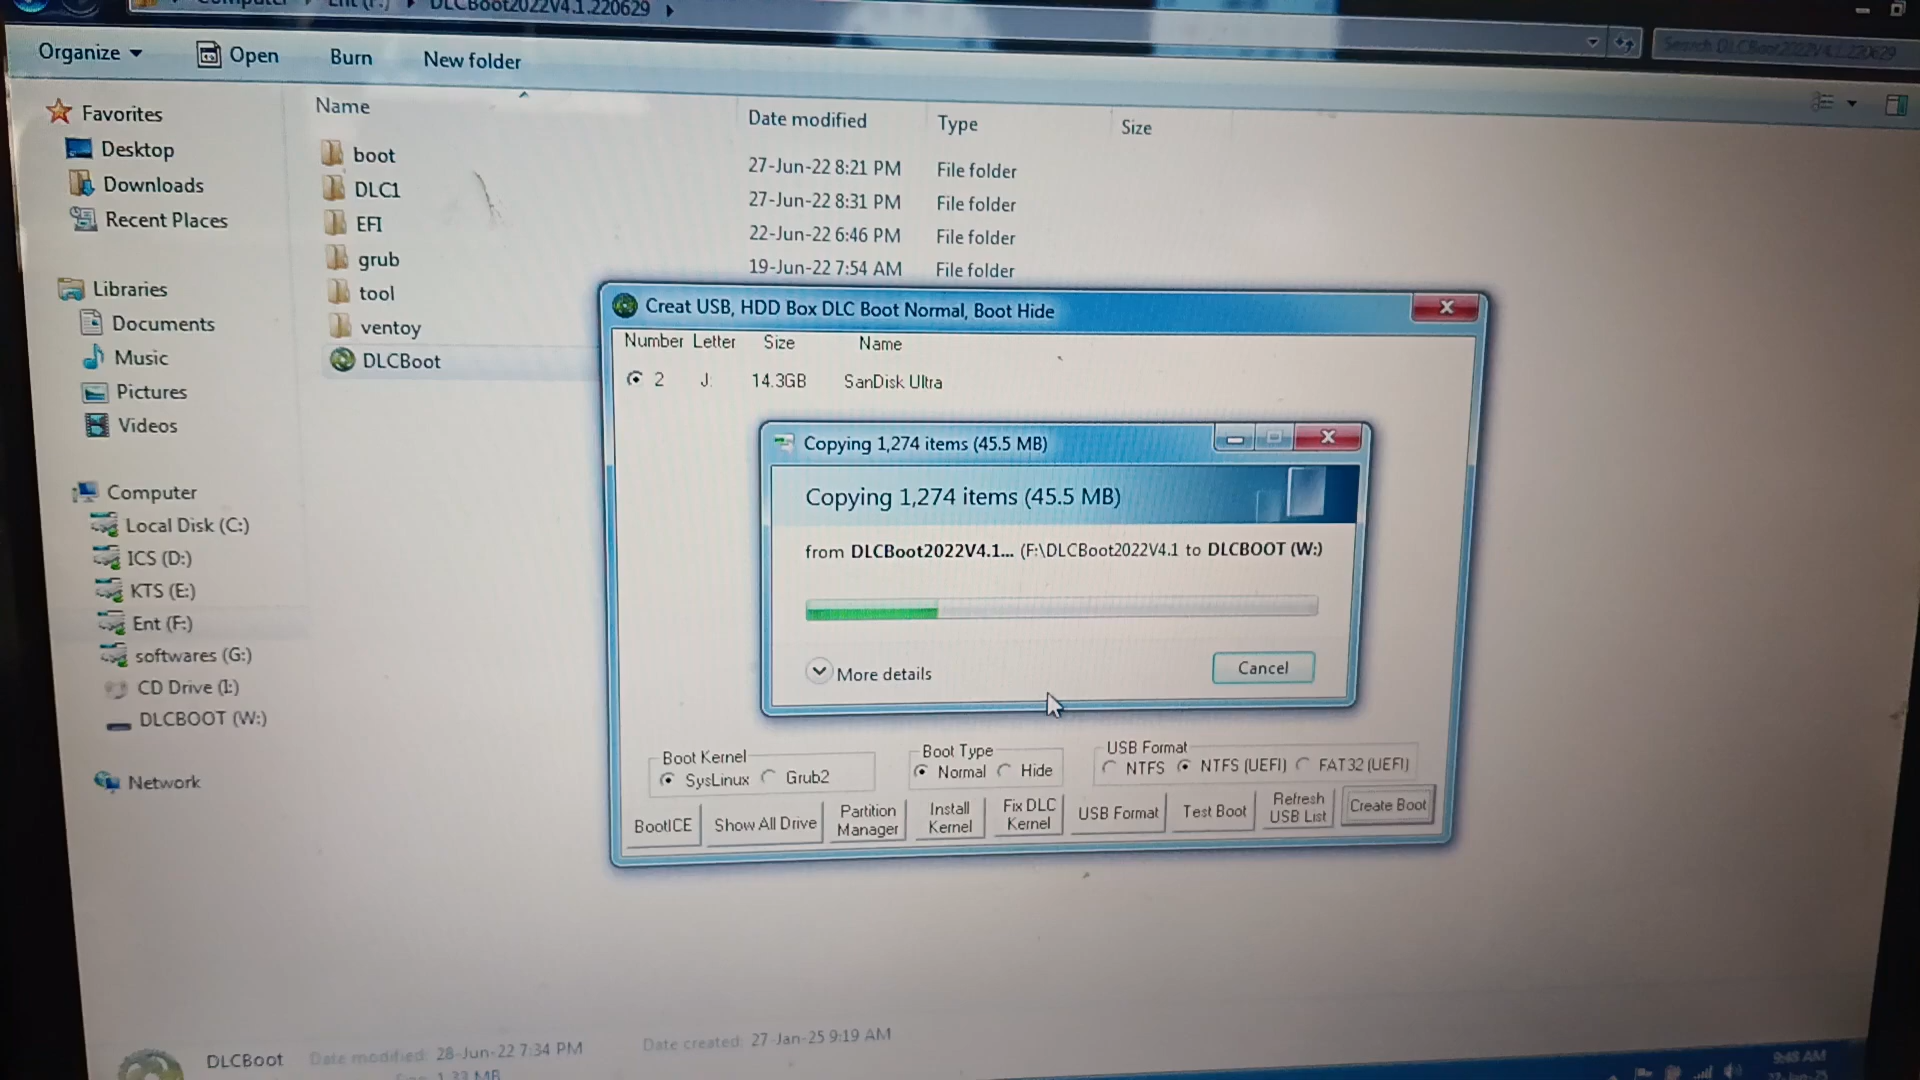 DLCBoot2022V4.1.220629
Organize Open Burn New folder
Search DLCBoot2022V4.1.220629
Name Date modified Type Size
Favorites
Desktop
Downloads
Recent Places
Libraries
Documents
Music
Pictures
Videos
Computer
Local Disk (C:)
ICS (D:)
KTS (E:)
Ent (F:)
softwares (G:)
CD Drive (I:)
DLCBOOT (W:)
Network
boot 27-Jun-22 8:21 PM File folder
DLC1 27-Jun-22 8:31 PM File folder
EFI 22-Jun-22 6:46 PM File folder
grub 19-Jun-22 7:54 AM File folder
tool
ventoy
DLCBoot
Creat USB, HDD Box DLC Boot Normal, Boot Hide
Number Letter Size Name
2 J: 14.3GB SanDisk Ultra
Copying 1,274 items (45.5 MB)
Copying 1,274 items (45.5 MB)
from DLCBoot2022V4.1... (F:\DLCBoot2022V4.1 to DLCBOOT (W:)
More details Cancel
Boot Kernel
SysLinux Grub2
Boot Type
Normal Hide
USB Format
NTFS NTFS (UEFI) FAT32 (UEFI)
BootICE
Show All Drive
Partition
Manager
Install
Kernel
Fix DLC
Kernel
USB Format
Test Boot
Refresh
USB List
Create Boot
DLCBoot Date modified: 28-Jun-22 7:34 PM Date created: 27-Jan-25 9:19 AM
9:48 AM